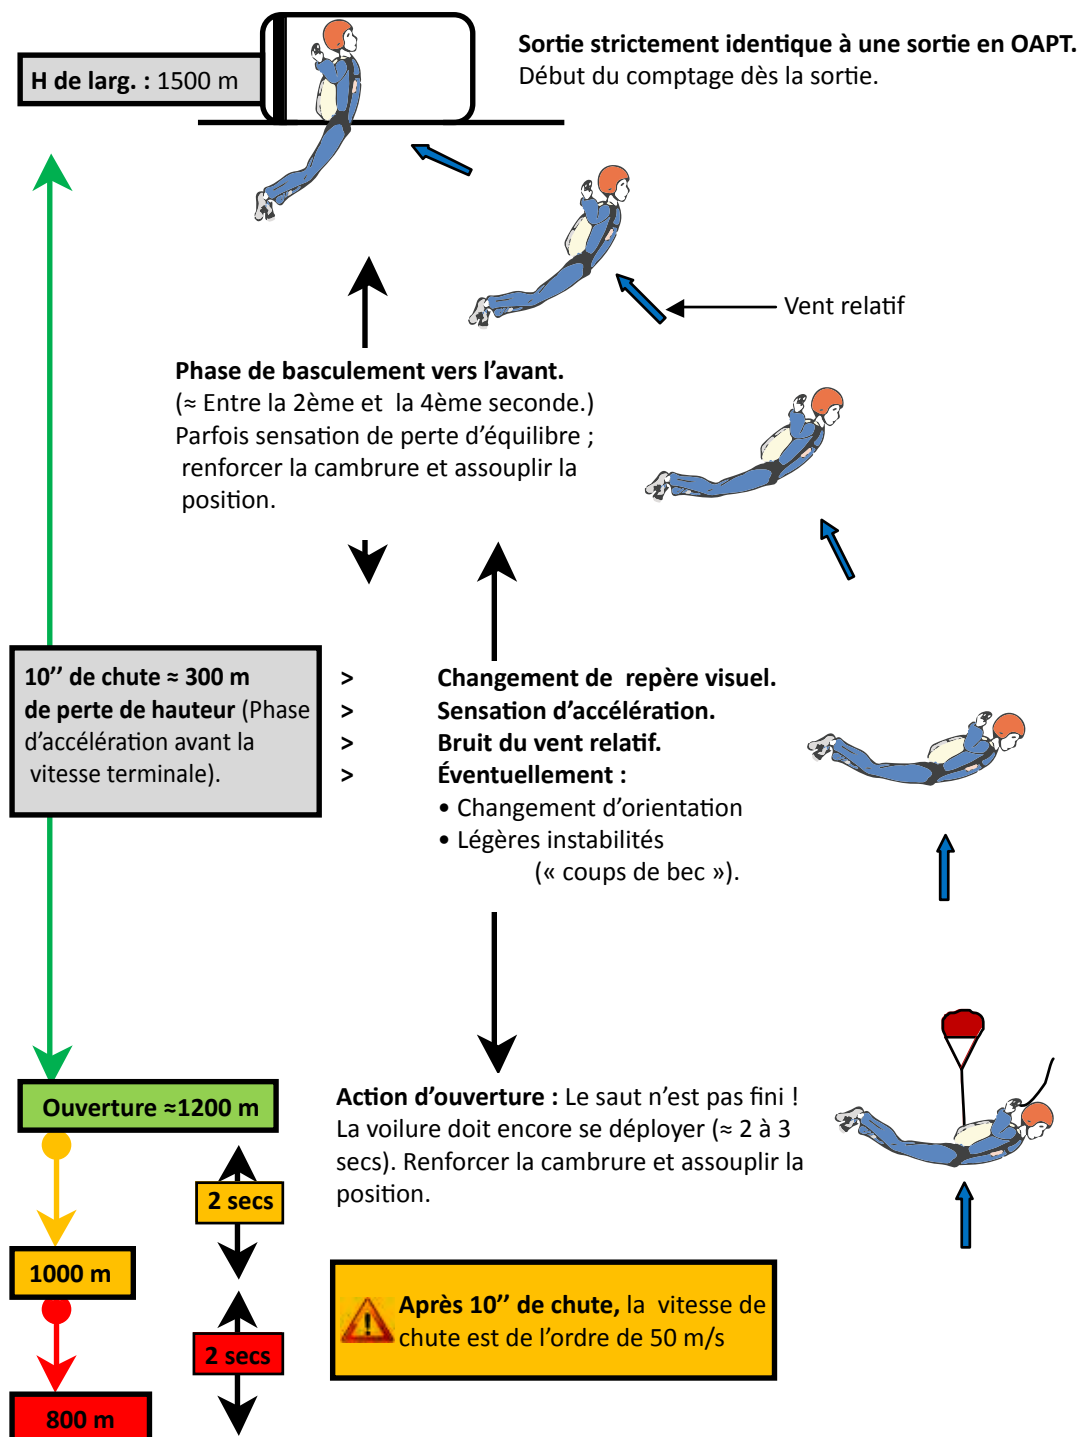 Sortie strictement identique à une sortie en OAPT.
Début du comptage dès la sortie.
H de larg. : 1500 m
Vent relatif
Phase de basculement vers l’avant.
(≈ Entre la 2ème et la 4ème seconde.)
Parfois sensation de perte d’équilibre ;
renforcer la cambrure et assouplir la
position.
10’’ de chute ≈ 300 m
de perte de hauteur (Phase
d’accélération avant la
vitesse terminale).
> Changement de repère visuel.
> Sensation d’accélération.
> Bruit du vent relatif.
> Éventuellement :
• Changement d’orientation
• Légères instabilités
(« coups de bec »).
Ouverture ≈1200 m
Action d’ouverture : Le saut n’est pas fini !
La voilure doit encore se déployer (≈ 2 à 3
secs). Renforcer la cambrure et assouplir la
position.
2 secs
1000 m
Après 10’’ de chute, la vitesse de
chute est de l’ordre de 50 m/s
2 secs
800 m